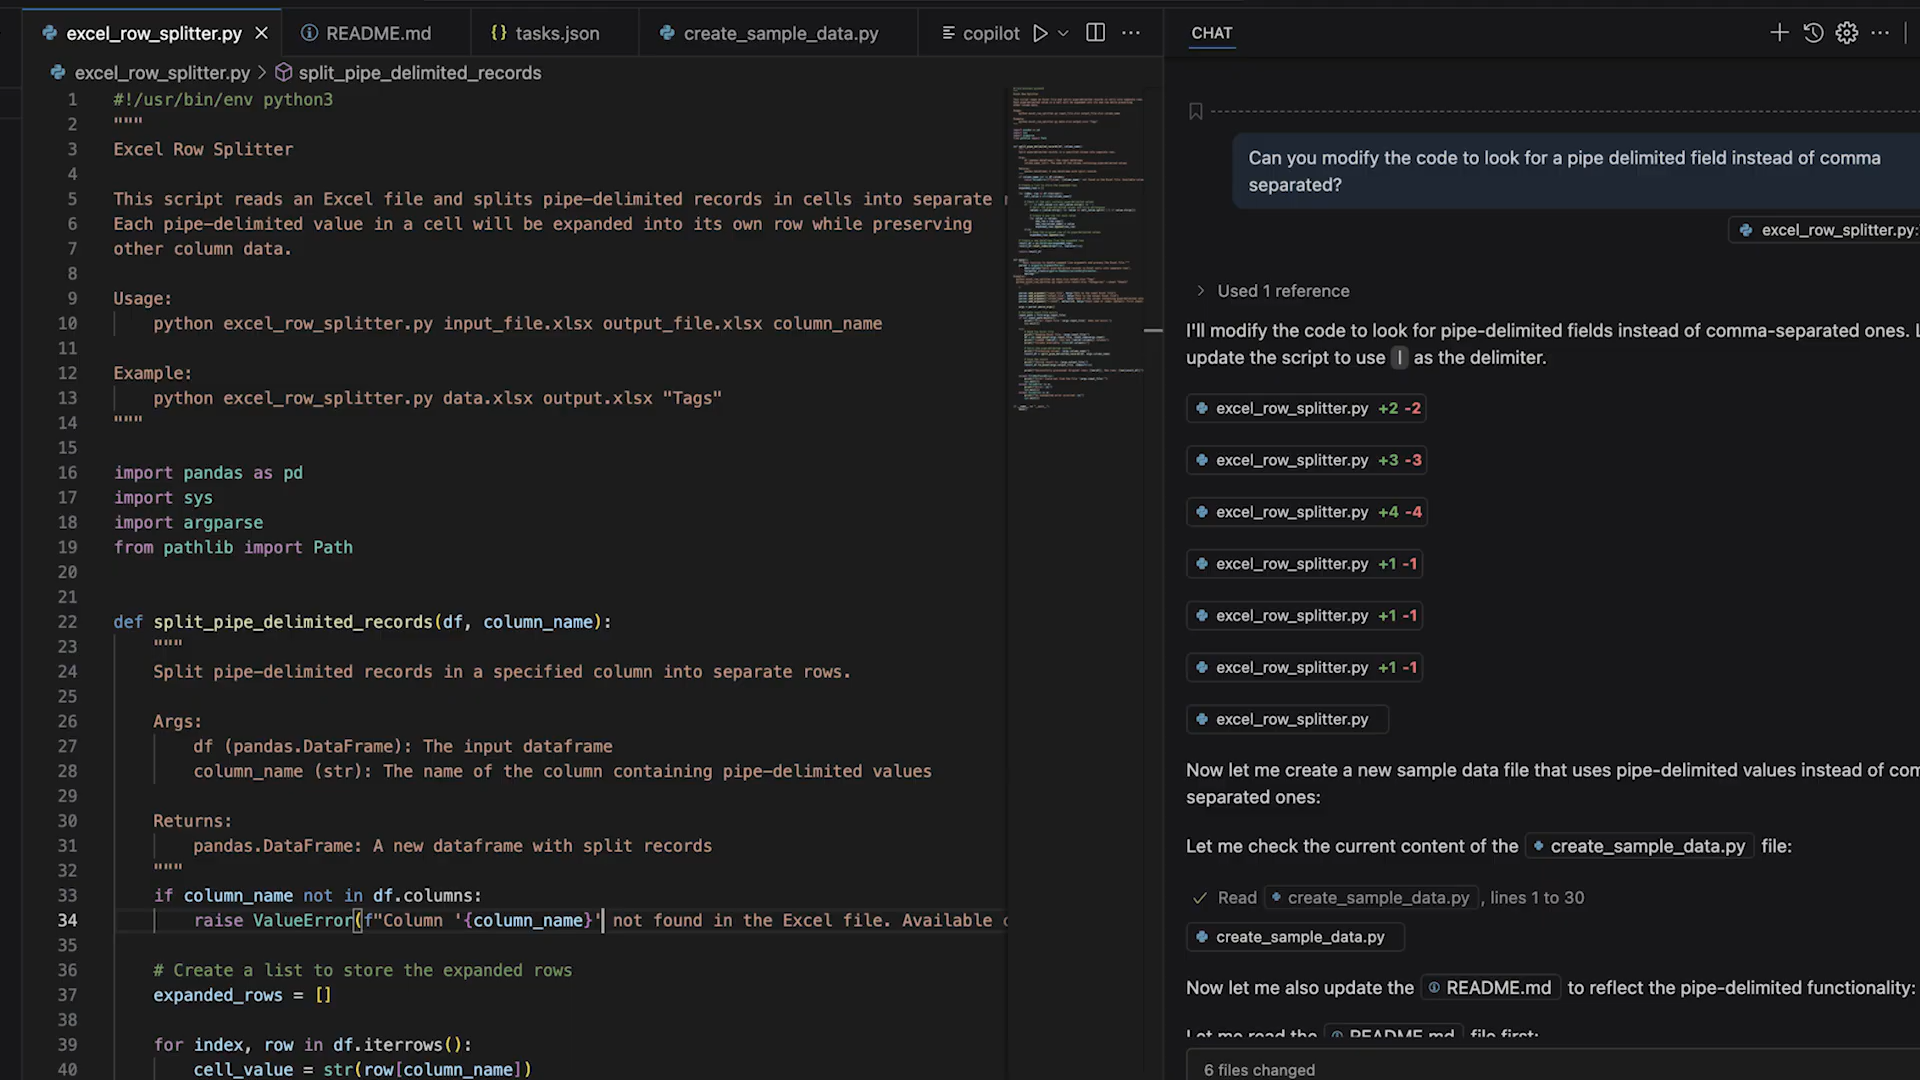 excel_row_splitter.py
README.md
{} tasks.json
create_sample_data.py
copilot
excel_row_splitter.py > split_pipe_delimited_records
1 #!/usr/bin/env python3
2 """
3 Excel Row Splitter
4
5 This script reads an Excel file and splits pipe-delimited records in cells into separate
6 Each pipe-delimited value in a cell will be expanded into its own row while preserving
7 other column data.
8
9 Usage:
10 python excel_row_splitter.py input_file.xlsx output_file.xlsx column_name
11
12 Example:
13 python excel_row_splitter.py data.xlsx output.xlsx "Tags"
14 """
15
16 import pandas as pd
17 import sys
18 import argparse
19 from pathlib import Path
20
21
22 def split_pipe_delimited_records(df, column_name):
23 """
24 Split pipe-delimited records in a specified column into separate rows.
25
26 Args:
27 df (pandas.DataFrame): The input dataframe
28 column_name (str): The name of the column containing pipe-delimited values
29
30 Returns:
31 pandas.DataFrame: A new dataframe with split records
32 """
33 if column_name not in df.columns:
34 raise ValueError(f"Column '{column_name}' not found in the Excel file. Available
35
36 # Create a list to store the expanded rows
37 expanded_rows = []
38
39 for index, row in df.iterrows():
40 cell_value = str(row[column_name])
CHAT
Can you modify the code to look for a pipe delimited field instead of comma
separated?
excel_row_splitter.py:
Used 1 reference
I'll modify the code to look for pipe-delimited fields instead of comma-separated ones.
update the script to use | as the delimiter.
excel_row_splitter.py +2 -2
excel_row_splitter.py +3 -3
excel_row_splitter.py +4 -4
excel_row_splitter.py +1 -1
excel_row_splitter.py +1 -1
excel_row_splitter.py +1 -1
excel_row_splitter.py
Now let me create a new sample data file that uses pipe-delimited values instead of
separated ones:
Let me check the current content of the create_sample_data.py file:
Read create_sample_data.py , lines 1 to 30
create_sample_data.py
Now let me also update the README.md to reflect the pipe-delimited functionality:
Let me read the README.md file first:
6 files changed